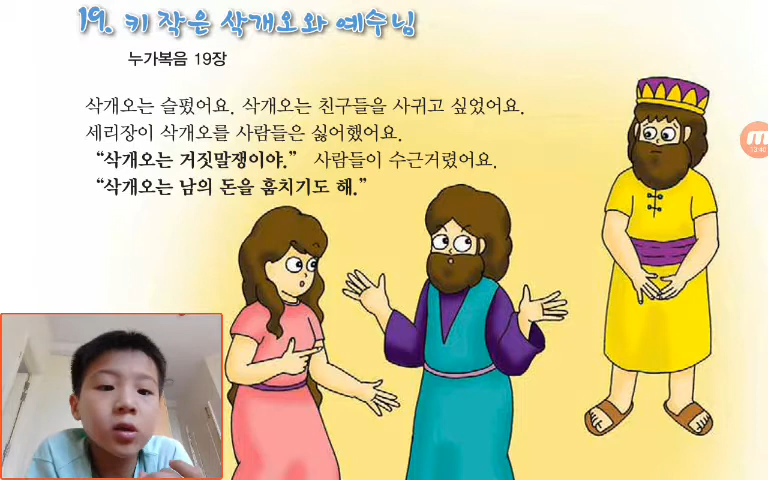 19. 키 작은 삭개오와 예수님
누가복음 19장
삭개오는 슬펐어요. 삭개오는 친구들을 사귀고 싶었어요.
세리장이 삭개오를 사람들은 싫어했어요.
“삭개오는 거짓말쟁이야.” 사람들이 수근거렸어요.
“삭개오는 남의 돈을 훔치기도 해.”